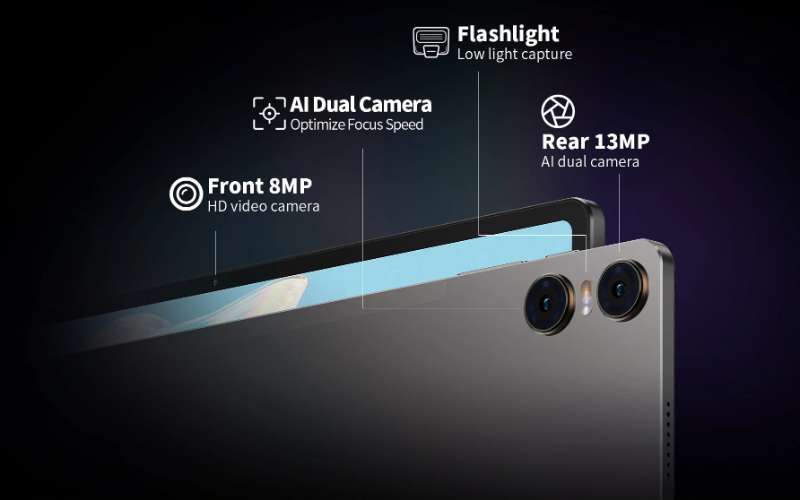 Flashlight
Low light capture
AI Dual Camera
Optimize Focus Speed
Rear 13MP
AI dual camera
Front 8MP
HD video camera